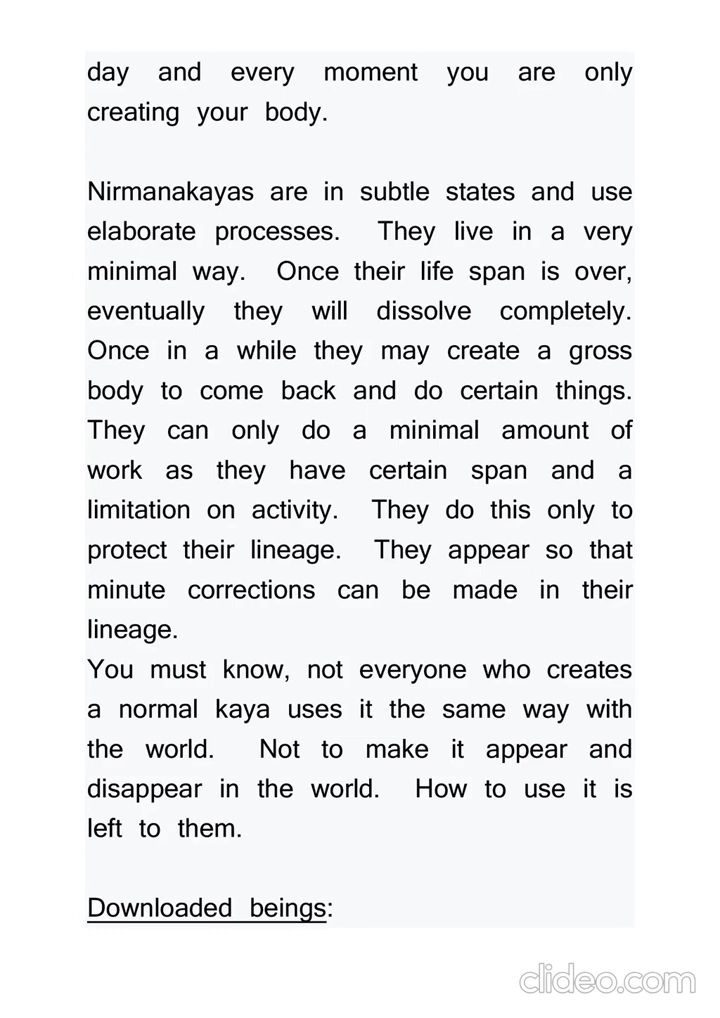 day and every moment you are only
creating your body.
Nirmanakayas are in subtle states and use
elaborate processes. They live in a very
minimal way. Once their life span is over,
eventually they will dissolve completely.
Once in a while they may create a gross
body to come back and do certain things.
They can only do a minimal amount of
work as they have certain span and a
limitation on activity. They do this only to
protect their lineage. They appear so that
minute corrections can be made in their
lineage.
You must know, not everyone who creates
a normal kaya uses it the same way with
the world. Not to make it appear and
disappear in the world. How to use it is
left to them.
Downloaded beings:
clideo.com